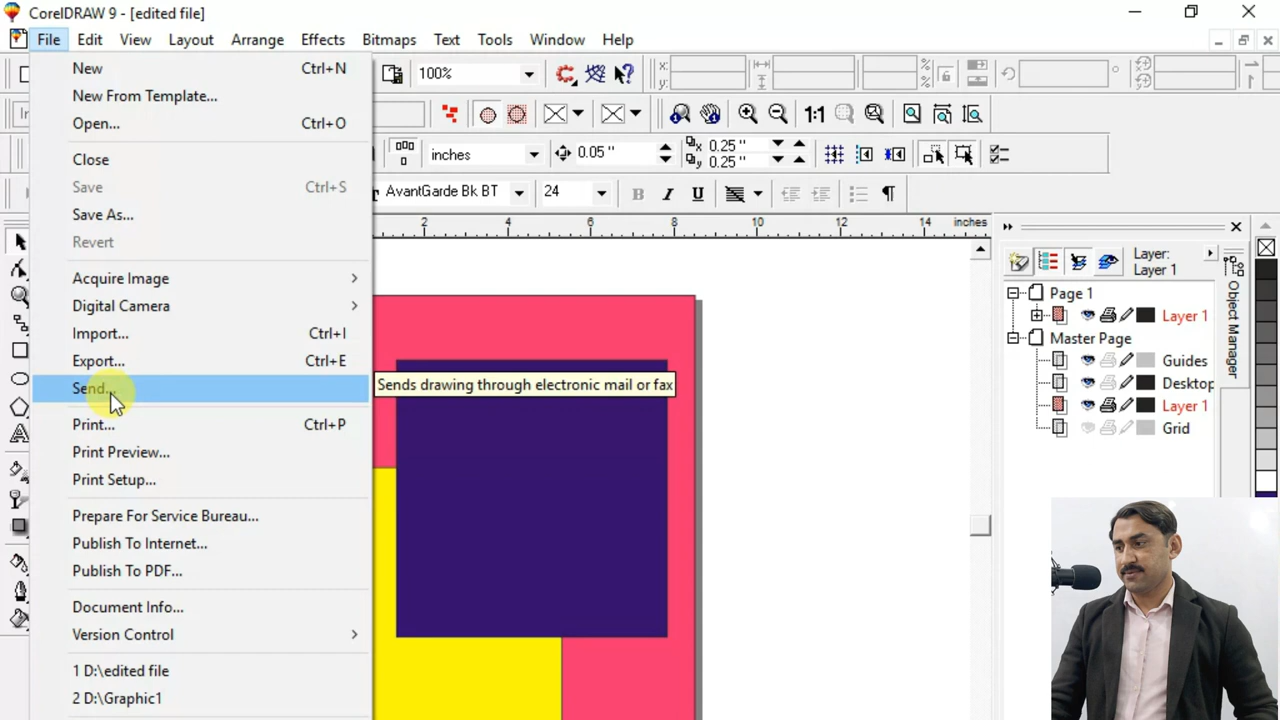 CorelDRAW 9 - [edited file]
File Edit View Layout Arrange Effects Bitmaps Text Tools Window Help
New Ctrl+N
New From Template...
Open... Ctrl+O
Close
Save Ctrl+S
Save As...
Revert
Acquire Image
Digital Camera
Import... Ctrl+I
Export... Ctrl+E
Send...
Print... Ctrl+P
Print Preview...
Print Setup...
Prepare For Service Bureau...
Publish To Internet...
Publish To PDF...
Document Info...
Version Control
1 D:\edited file
2 D:\Graphic1
Sends drawing through electronic mail or fax
100%
x:
y:
%
%
1:1
inches
0.05 "
x 0.25 "
y 0.25 "
AvantGarde Bk BT 24 B I U
2 4 6 8 10 12 14 inches
Layer:
Layer 1
Page 1
Layer 1
Master Page
Guides
Desktop
Layer 1
Grid
Object Manager